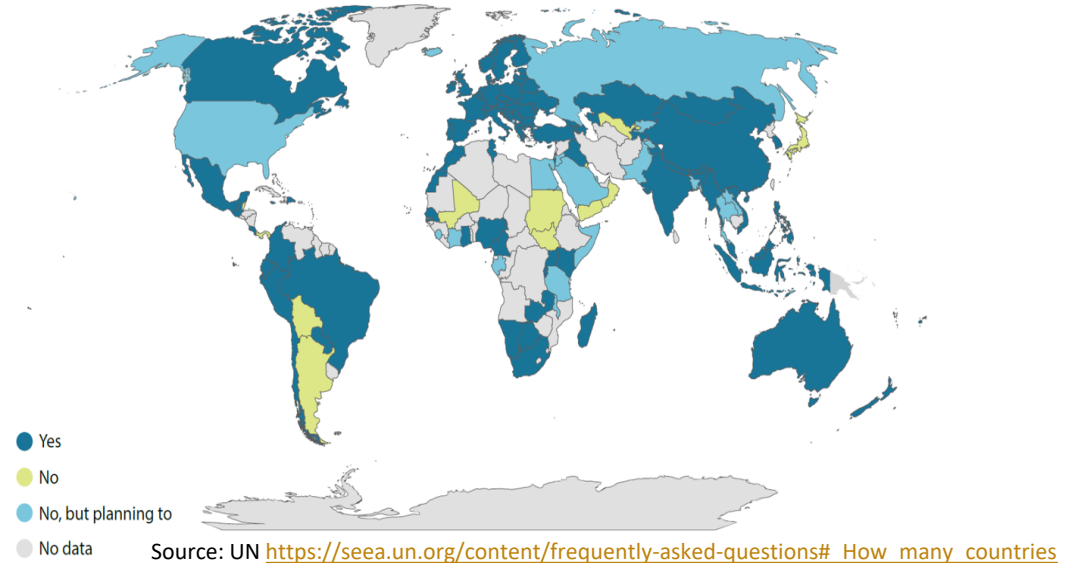 Yes
No
No, but planning to
No data
Source: UN https://seea.un.org/content/frequently-asked-questions#_How_many_countries